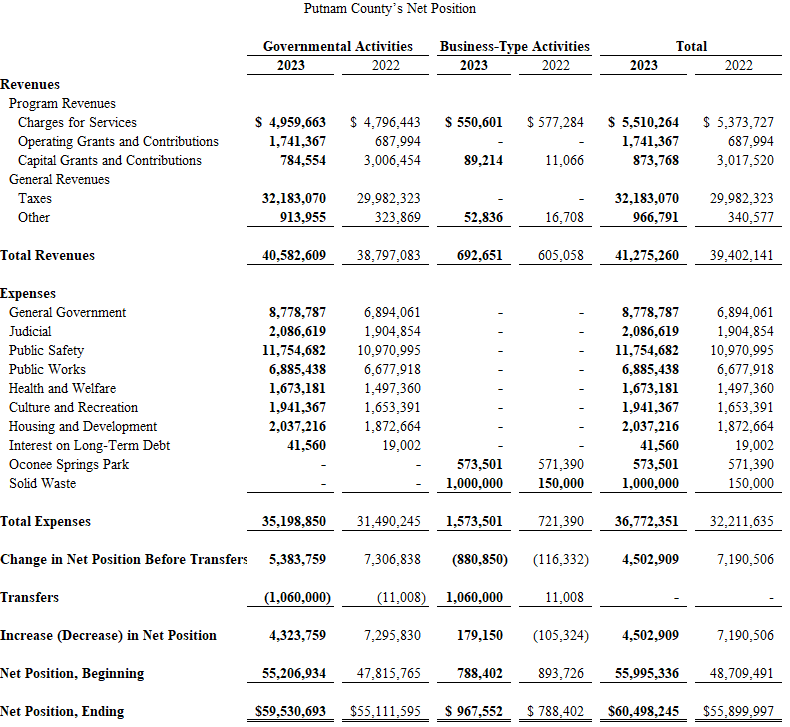 Putnam County's Net Position
Governmental Activities Business-Type Activities Total
2023 2022 2023 2022 2023 2022
Revenues
Program Revenues
Charges for Services $ 4,959,663 $ 4,796,443 $ 550,601 $ 577,284 $ 5,510,264 $ 5,373,727
Operating Grants and Contributions 1,741,367 687,994 - - 1,741,367 687,994
Capital Grants and Contributions 784,554 3,006,454 89,214 11,066 873,768 3,017,520
General Revenues
Taxes 32,183,070 29,982,323 - - 32,183,070 29,982,323
Other 913,955 323,869 52,836 16,708 966,791 340,577
Total Revenues 40,582,609 38,797,083 692,651 605,058 41,275,260 39,402,141
Expenses
General Government 8,778,787 6,894,061 - - 8,778,787 6,894,061
Judicial 2,086,619 1,904,854 - - 2,086,619 1,904,854
Public Safety 11,754,682 10,970,995 - - 11,754,682 10,970,995
Public Works 6,885,438 6,677,918 - - 6,885,438 6,677,918
Health and Welfare 1,673,181 1,497,360 - - 1,673,181 1,497,360
Culture and Recreation 1,941,367 1,653,391 - - 1,941,367 1,653,391
Housing and Development 2,037,216 1,872,664 - - 2,037,216 1,872,664
Interest on Long-Term Debt 41,560 19,002 - - 41,560 19,002
Oconee Springs Park - - 573,501 571,390 573,501 571,390
Solid Waste - - 1,000,000 150,000 1,000,000 150,000
Total Expenses 35,198,850 31,490,245 1,573,501 721,390 36,772,351 32,211,635
Change in Net Position Before Transfers 5,383,759 7,306,838 (880,850) (116,332) 4,502,909 7,190,506
Transfers (1,060,000) (11,008) 1,060,000 11,008 - -
Increase (Decrease) in Net Position 4,323,759 7,295,830 179,150 (105,324) 4,502,909 7,190,506
Net Position, Beginning 55,206,934 47,815,765 788,402 893,726 55,995,336 48,709,491
Net Position, Ending $59,530,693 $55,111,595 $ 967,552 $ 788,402 $60,498,245 $55,899,997